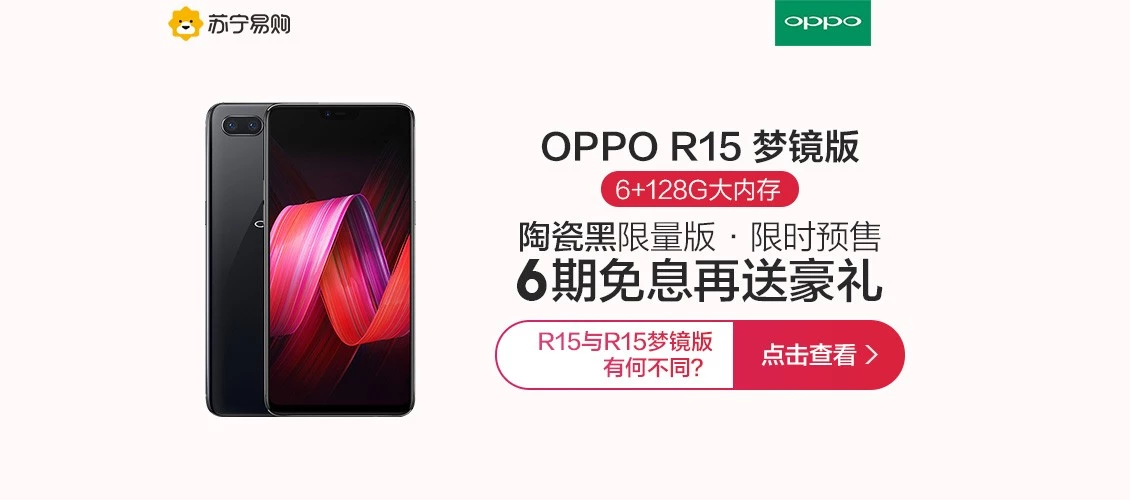 苏宁易购
OPPO
OPPO R15 梦镜版
6+128G大内存
陶瓷黑限量版 · 限时预售
6期免息再送豪礼
R15与R15梦镜版
有何不同?
点击查看 >